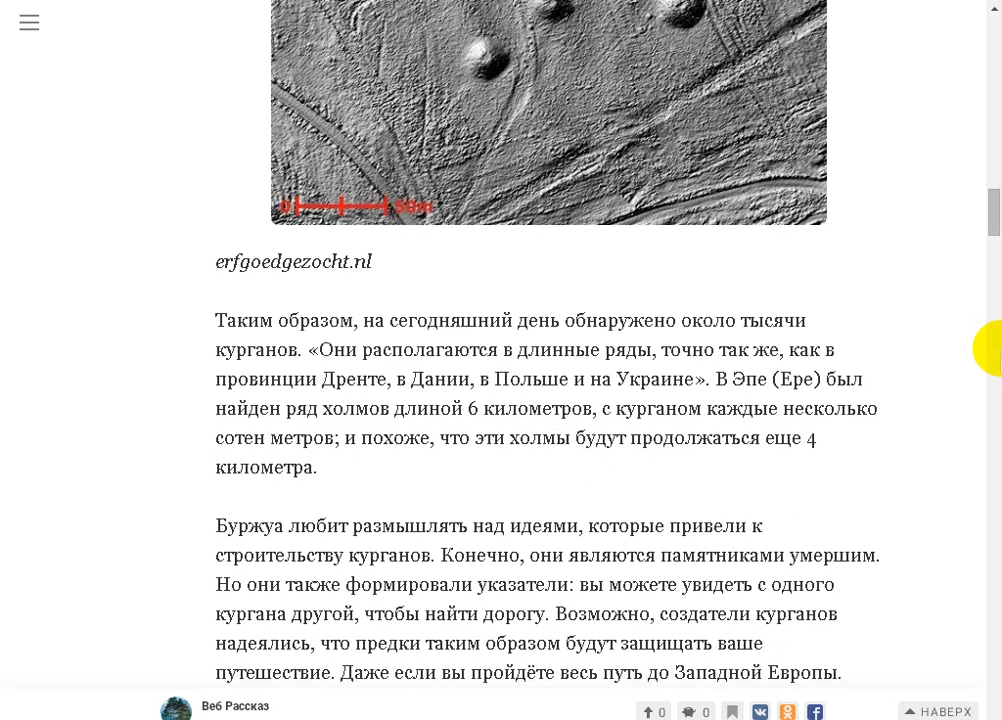 0 50m
erfgoedgezocht.nl
Таким образом, на сегодняшний день обнаружено около тысячи
курганов. «Они располагаются в длинные ряды, точно так же, как в
провинции Дренте, в Дании, в Польше и на Украине». В Эпе (Epe) был
найден ряд холмов длиной 6 километров, с курганом каждые несколько
сотен метров; и похоже, что эти холмы будут продолжаться еще 4
километра.
Буржуа любит размышлять над идеями, которые привели к
строительству курганов. Конечно, они являются памятниками умершим.
Но они также формировали указатели: вы можете увидеть с одного
кургана другой, чтобы найти дорогу. Возможно, создатели курганов
надеялись, что предки таким образом будут защищать ваше
путешествие. Даже если вы пройдёте весь путь до Западной Европы.
Веб Рассказ
0 0 НАВЕРХ